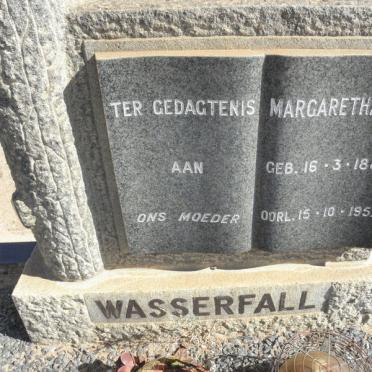 TER GEDAGTENIS
AAN
ONS MOEDER
MARGARETHA
GEB. 16·3·18
OORL. 15·10·195
WASSERFALL